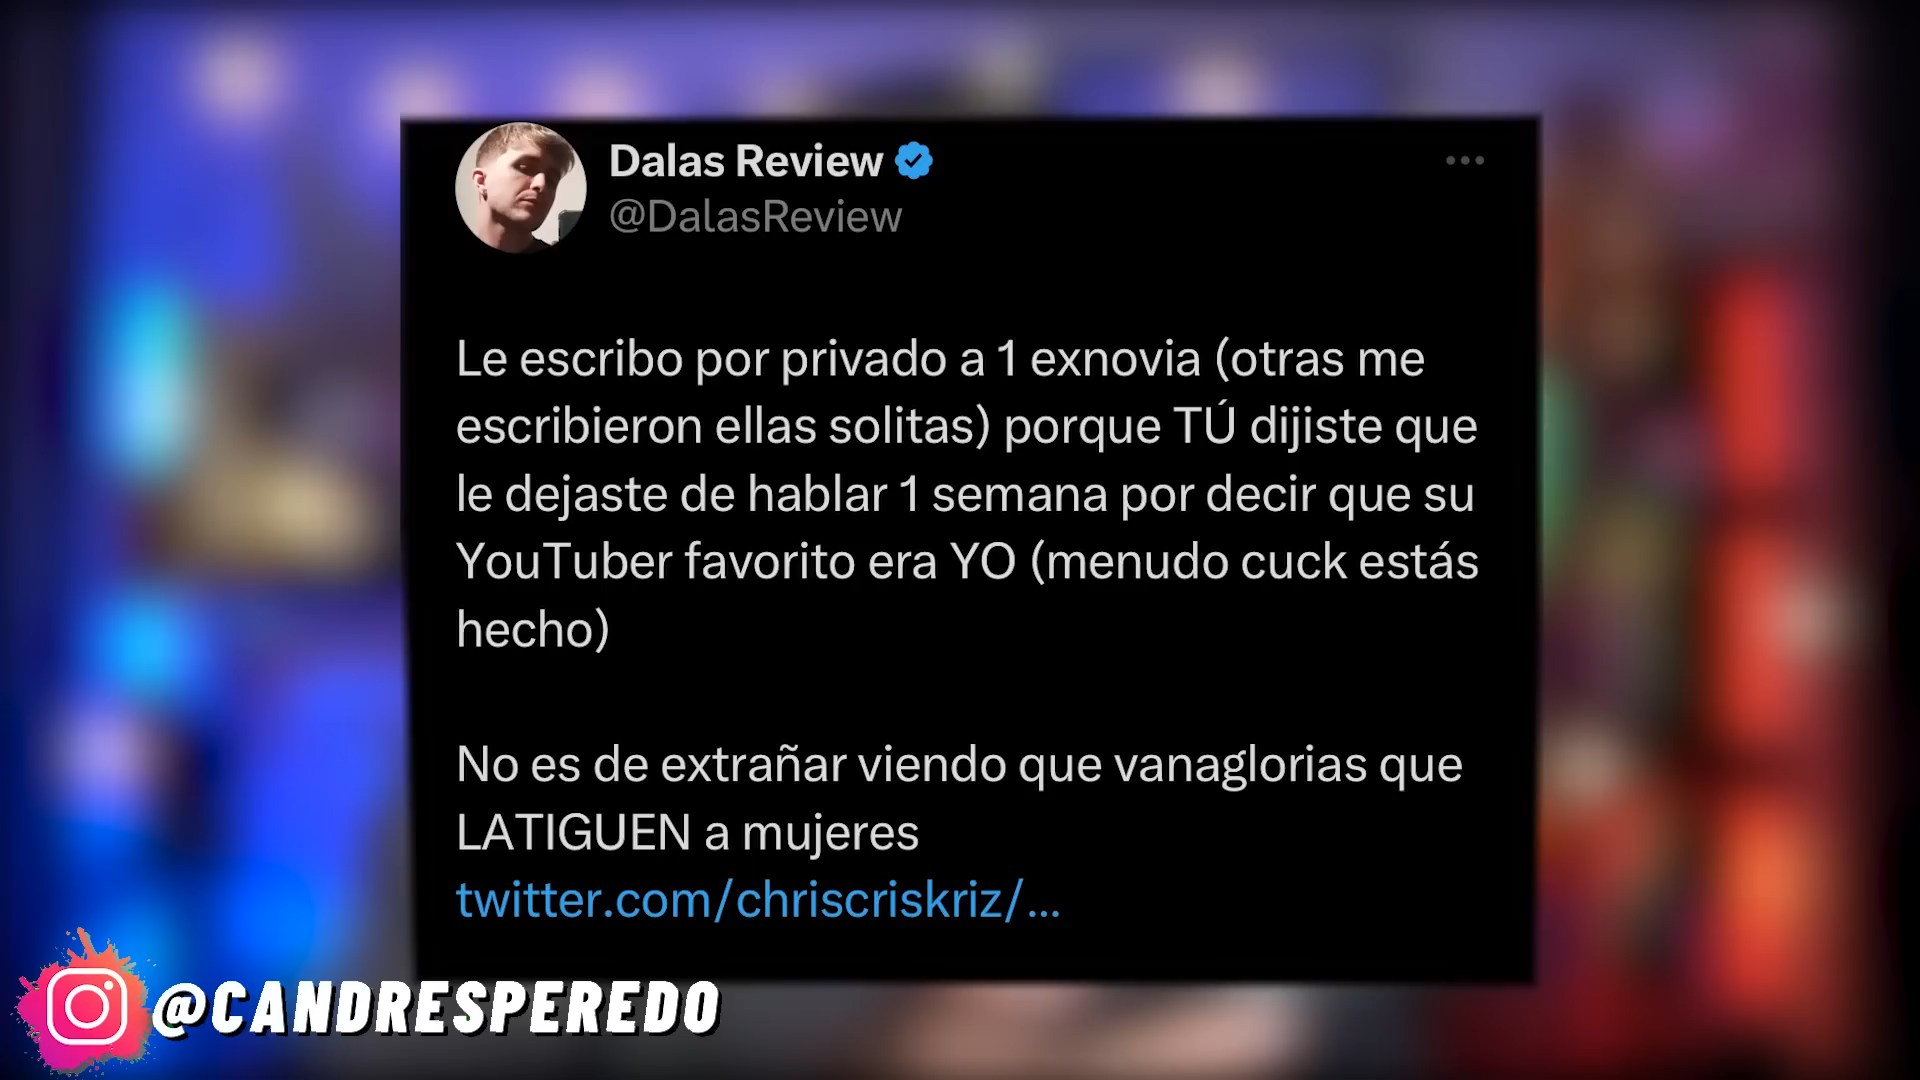 Dalas Review
@DalasReview
Le escribo por privado a 1 exnovia (otras me
escribieron ellas solitas) porque TÚ dijiste que
le dejaste de hablar 1 semana por decir que su
YouTuber favorito era YO (menudo cuck estás
hecho)
No es de extrañar viendo que vanaglorias que
LATIGUEN a mujeres
twitter.com/chriscriskriz/...
@CANDRESPEREDO